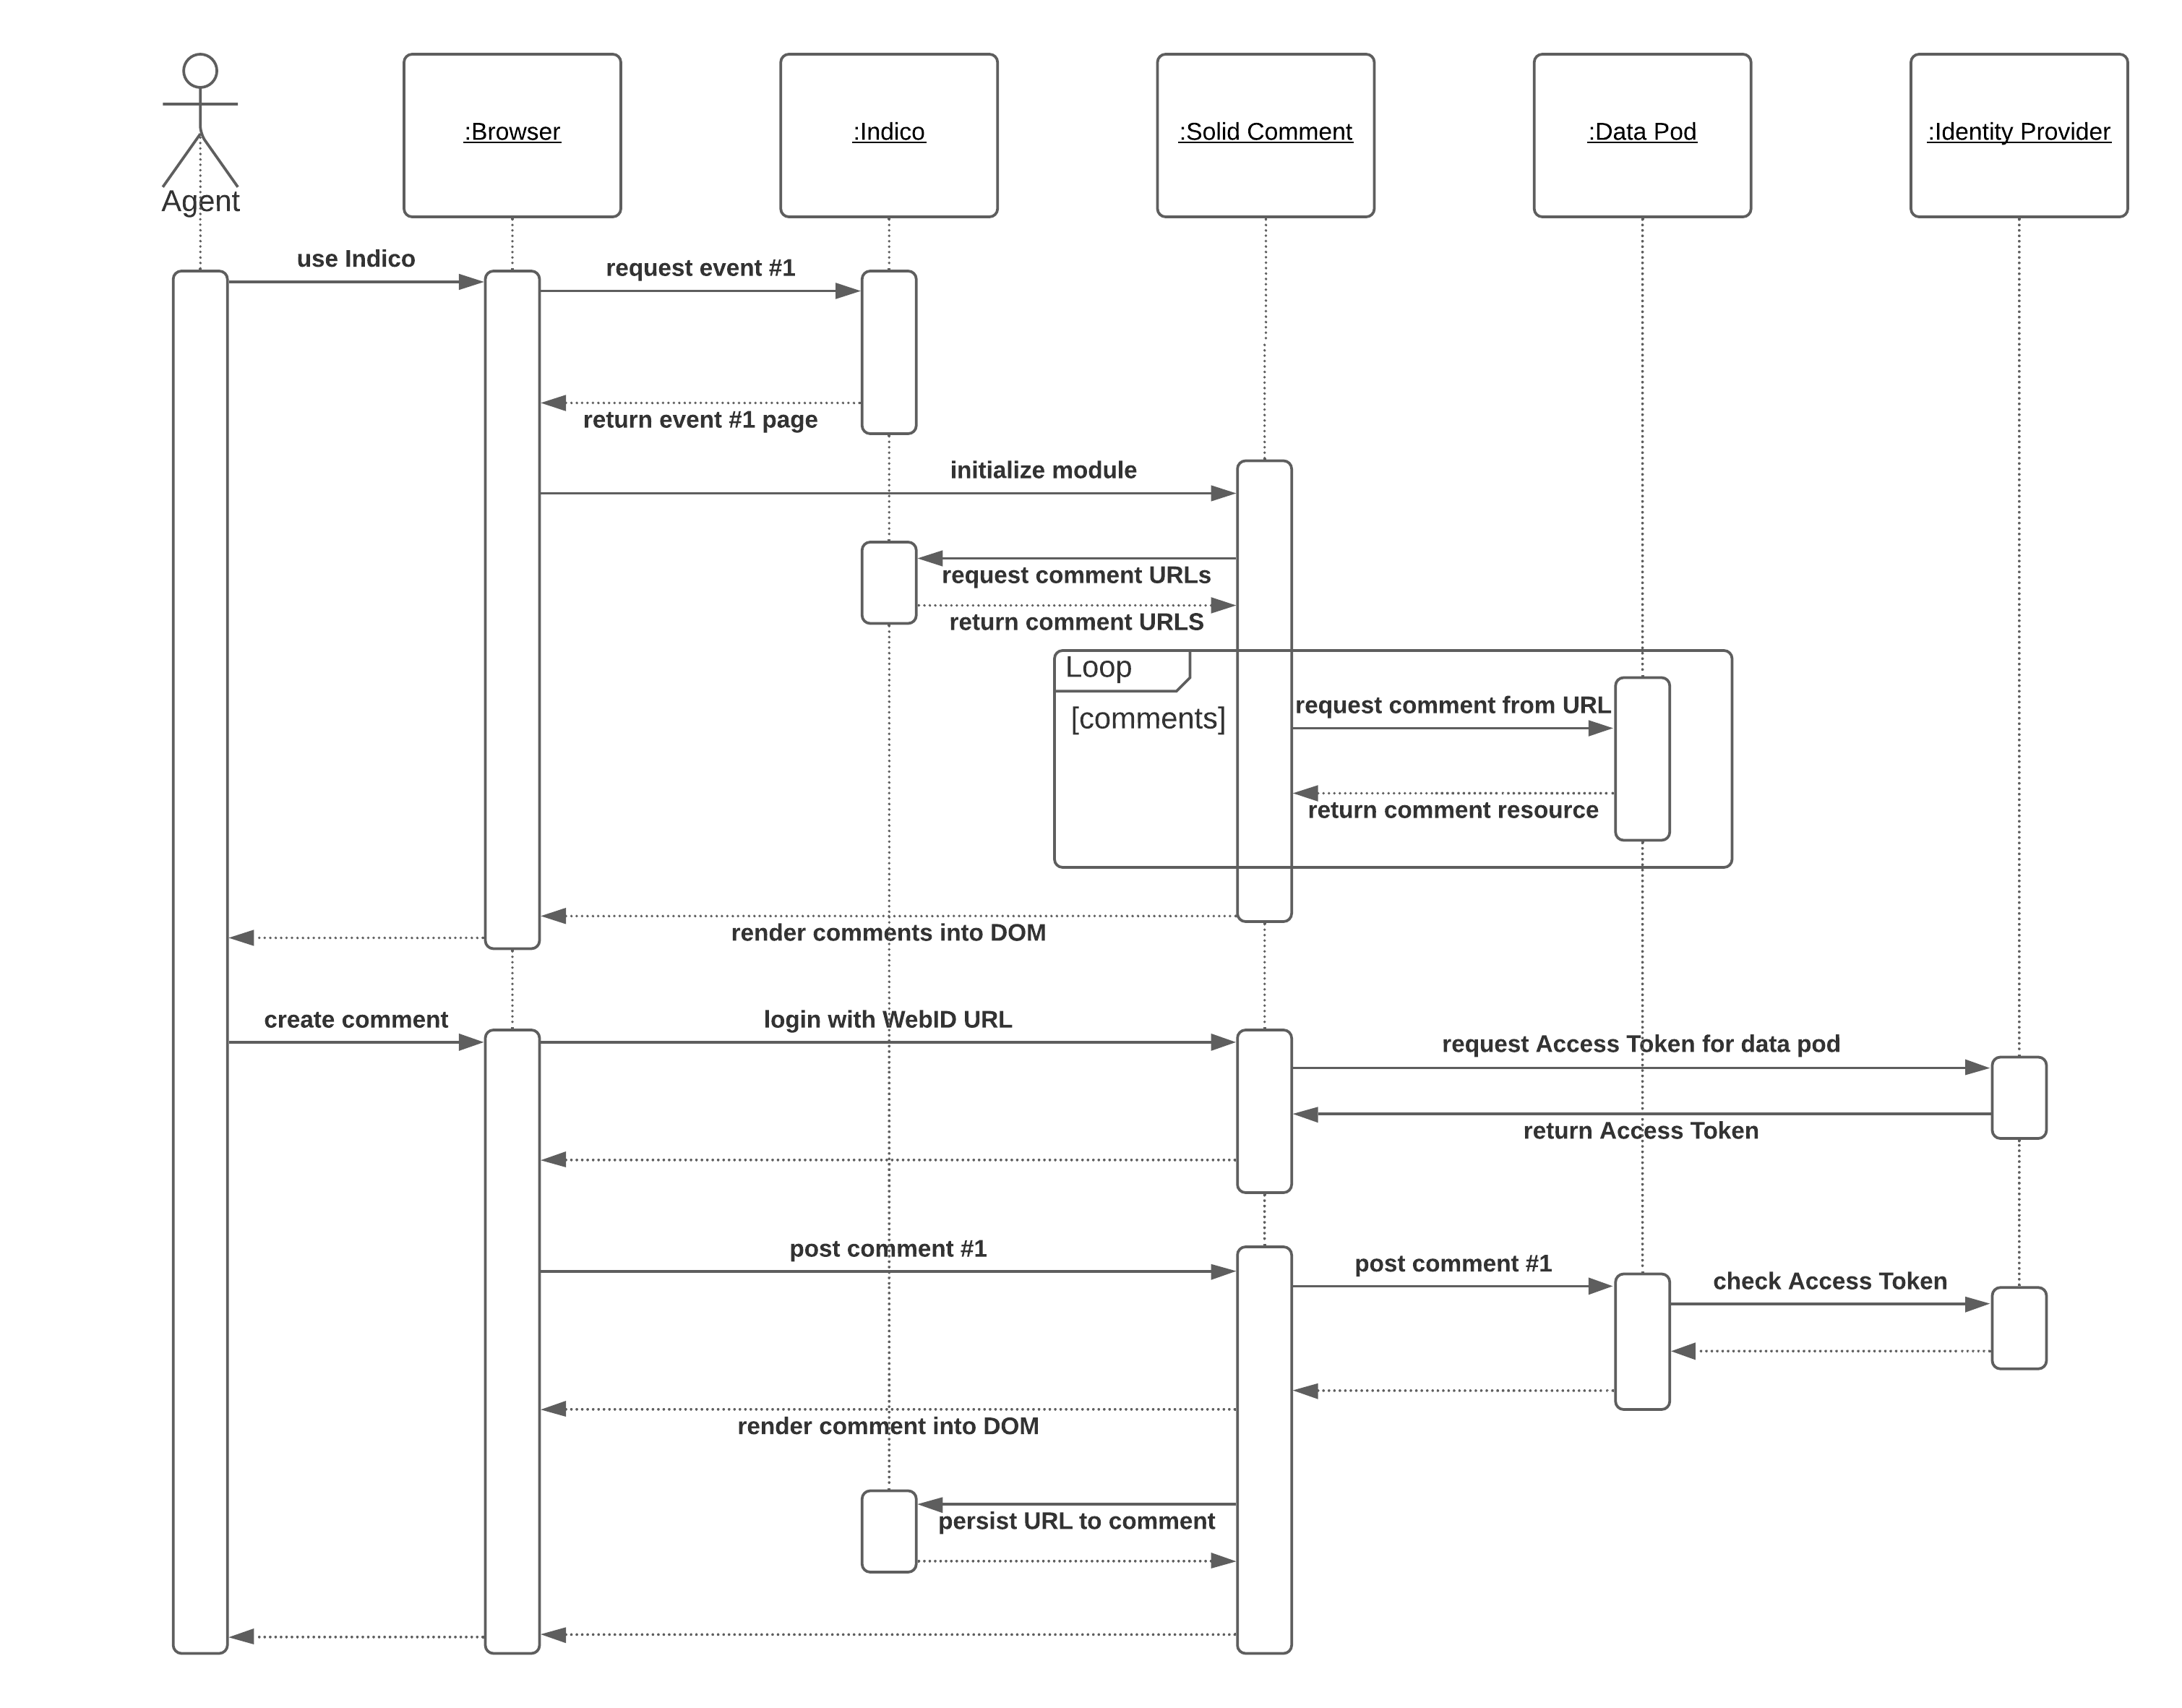 Agent
:Browser
:Indico
:Solid Comment
:Data Pod
:Identity Provider
use Indico
request event #1
return event #1 page
initialize module
request comment URLs
return comment URLS
Loop
[comments]
request comment from URL
return comment resource
render comments into DOM
create comment
login with WebID URL
request Access Token for data pod
return Access Token
post comment #1
post comment #1
check Access Token
render comment into DOM
persist URL to comment